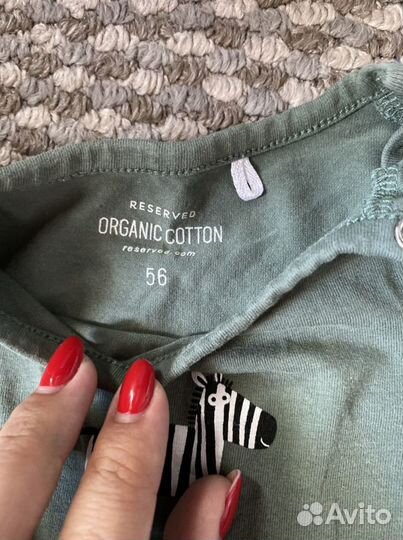 RESERVED
ORGANIC COTTON
reserved.com
56
Avito